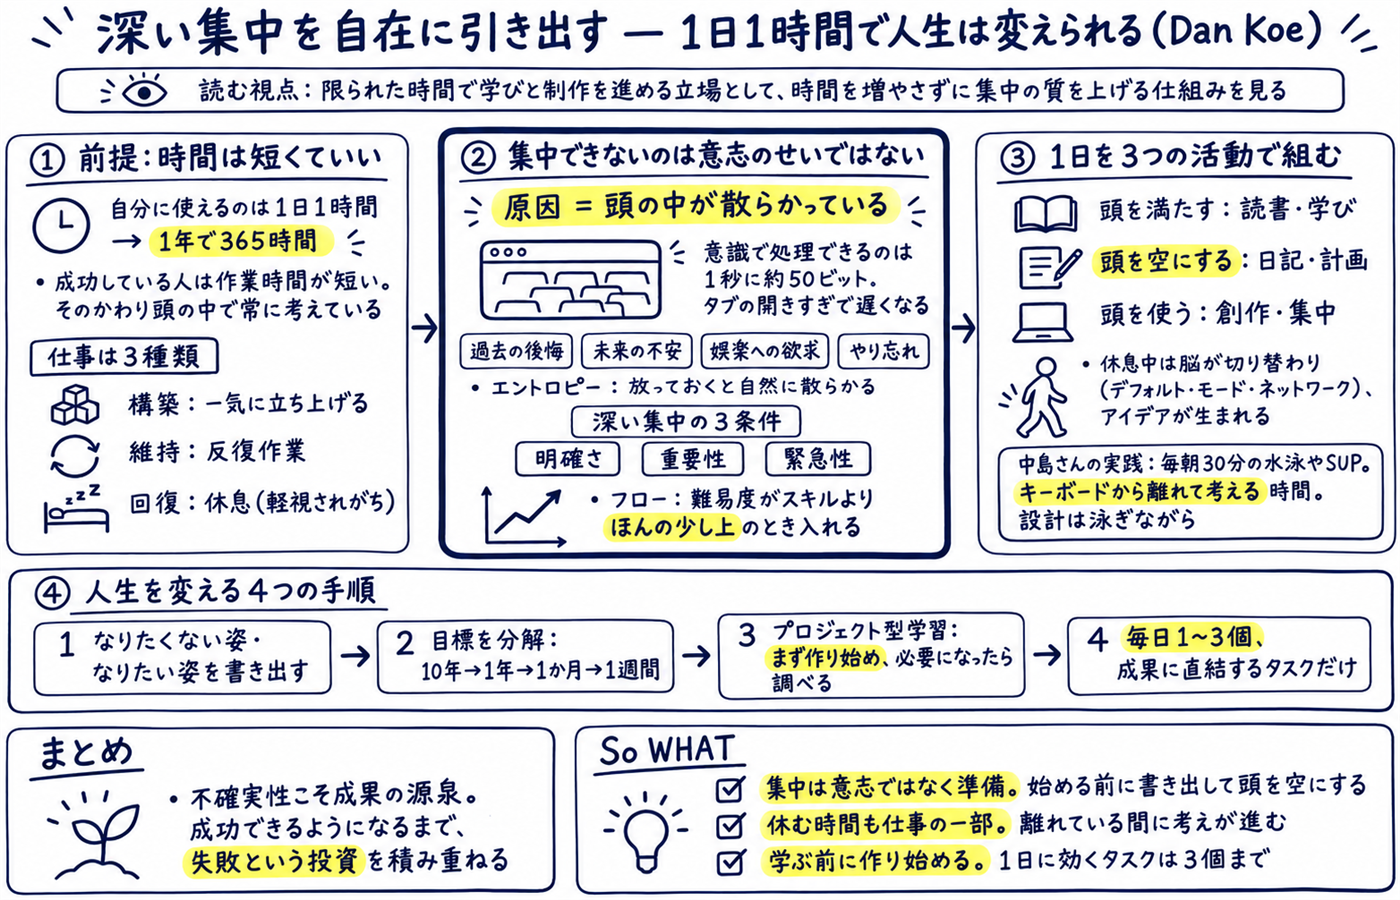 深い集中を自在に引き出す — 1日1時間で人生は変えられる(Dan Koe)
読む視点：限られた時間で学びと制作を進める立場として、時間を増やさずに集中の質を上げる仕組みを見る
① 前提：時間は短くていい
自分に使えるのは1日1時間
→ 1年で365時間
• 成功している人は作業時間が短い。
そのかわり頭の中で常に考えている
仕事は3種類
構築：一気に立ち上げる
維持：反復作業
zzZ
回復：休息(軽視されがち)
② 集中できないのは意志のせいではない
原因 = 頭の中が散らかっている
意識で処理できるのは
1秒に約50ビット。
タブの開きすぎで遅くなる
過去の後悔 未来の不安 娯楽への欲求 やり忘れ
• エントロピー：放っておくと自然に散らかる
深い集中の3条件
明確さ 重要性 緊急性
• フロー：難易度がスキルより
ほんの少し上のとき入れる
③ 1日を3つの活動で組む
頭を満たす：読書・学び
頭を空にする：日記・計画
頭を使う：創作・集中
• 休息中は脳が切り替わり
(デフォルト・モード・ネットワーク)、
アイデアが生まれる
中島さんの実践：毎朝30分の水泳やSUP。
キーボードから離れて考える時間。
設計は泳ぎながら
④ 人生を変える4つの手順
1 なりたくない姿・
なりたい姿を書き出す
2 目標を分解：
10年→1年→1か月→1週間
3 プロジェクト型学習：
まず作り始め、必要になったら
調べる
4 毎日1〜3個、
成果に直結するタスクだけ
まとめ
• 不確実性こそ成果の源泉。
成功できるようになるまで、
失敗という投資を積み重ねる
So WHAT
集中は意志ではなく準備。始める前に書き出して頭を空にする
休む時間も仕事の一部。離れている間に考えが進む
学ぶ前に作り始める。1日に効くタスクは3個まで